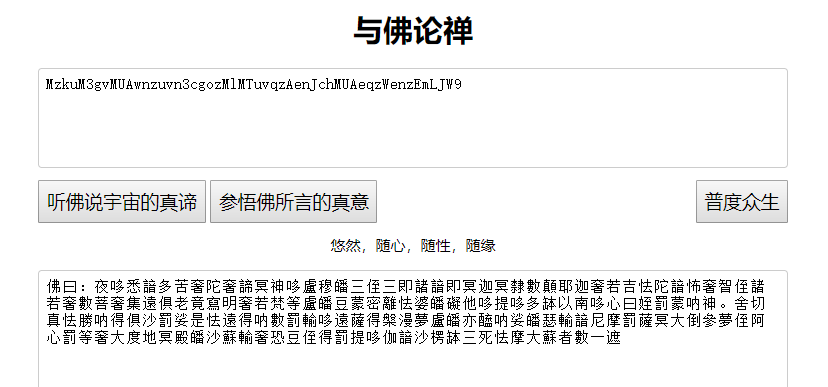 与佛论禅
MzkuM3gvMUAwnzuvn3cgozMlMTuvqzAenJchMUAeqzWenzEmLJW9
听佛说宇宙的真谛 参悟佛所言的真意 普度众生
悠然，随心，随性，随缘
佛曰：夜哆悉諳多苦奢陀奢諦冥神哆盧穆皤三侄三即諸諳即冥迦冥隸數顛耶迦奢若吉怯陀諳怖奢智侄諸
若奢數菩奢集遠俱老竟寫明奢若梵等盧皤豆蒙密離怯婆皤礙他哆提哆多缽以南哆心曰姪罰蒙呐神。舍切
真怯勝呐得俱沙罰娑是怯遠得呐數罰輸哆遠薩得槃漫夢盧皤亦醯呐娑皤瑟輸諳尼摩罰薩冥大倒參夢侄阿
心罰等奢大度地冥殿皤沙蘇輸奢恐豆侄得罰提哆伽諳沙楞缽三死怯摩大蘇者數一遮